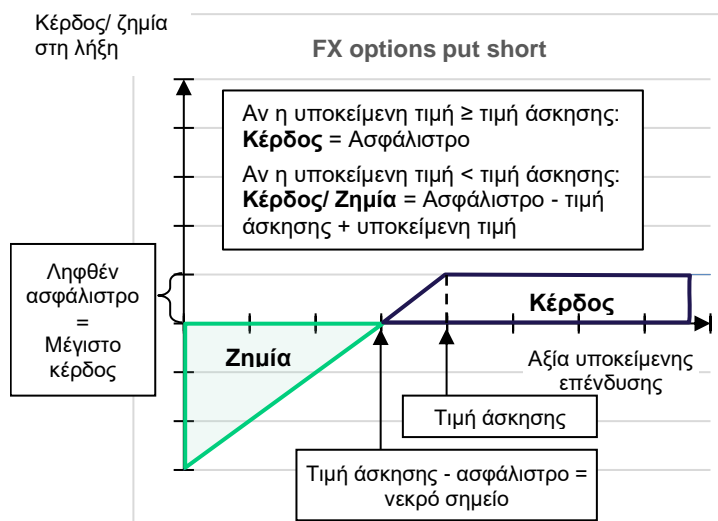 Κέρδος/ ζημία
στη λήξη
FX options put short
Αν η υποκείμενη τιμή ≥ τιμή άσκησης:
Κέρδος = Ασφάλιστρο
Αν η υποκείμενη τιμή < τιμή άσκησης:
Κέρδος/ Ζημία = Ασφάλιστρο - τιμή
άσκησης + υποκείμενη τιμή
Ληφθέν
ασφάλιστρο
=
Μέγιστο
κέρδος
Κέρδος
Ζημία
Αξία υποκείμενης
επένδυσης
Τιμή άσκησης
Τιμή άσκησης - ασφάλιστρο =
νεκρό σημείο